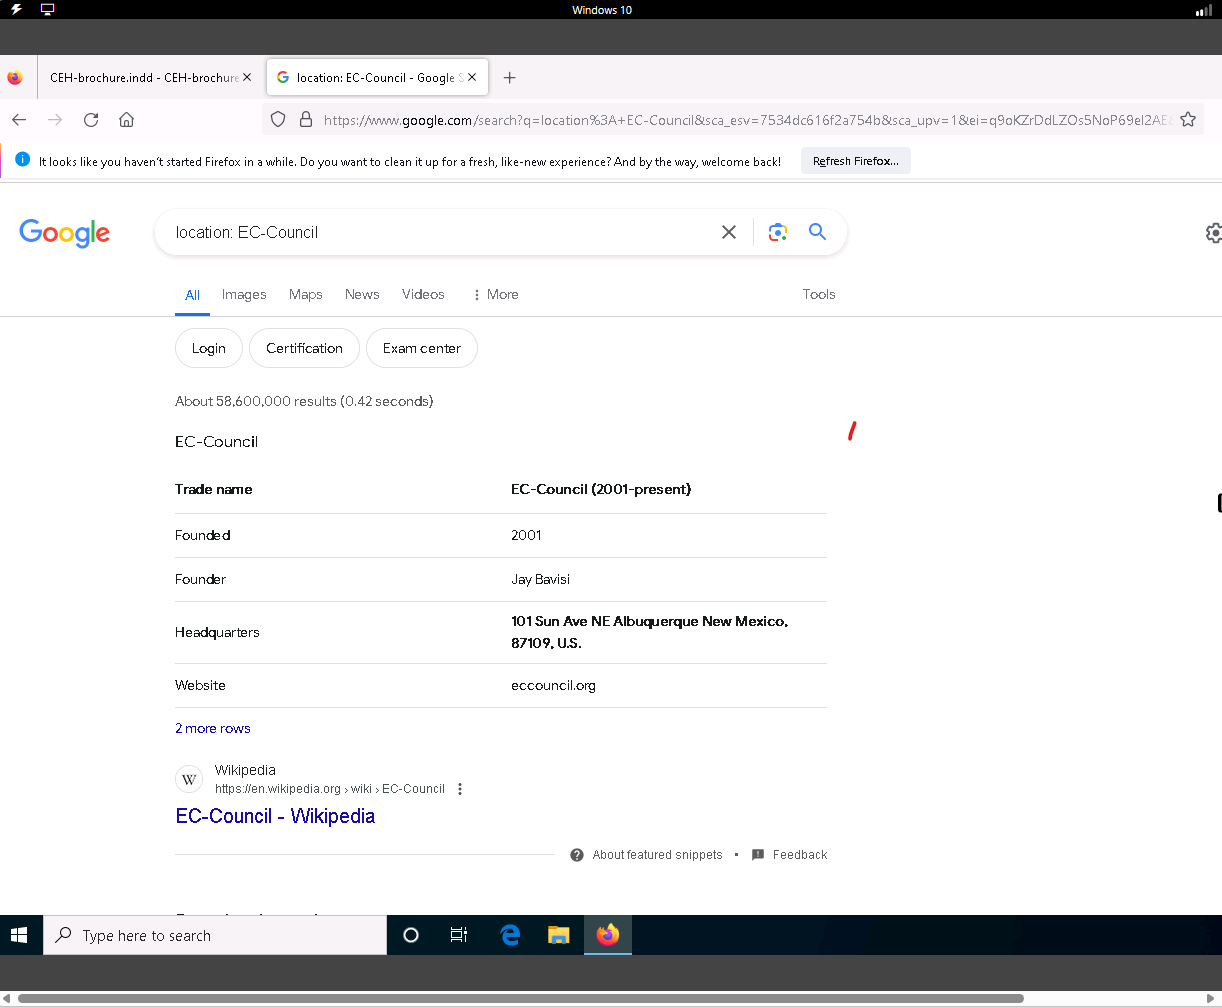 Windows 10
CEH-brochure.indd - CEH-brochure
location: EC-Council - Google S
https://www.google.com/search?q=location%3A+EC-Council&sca_esv=7534dc616f2a754b&sca_upv=1&ei=q9oKZrDdLZOs5NoP69eI2AE8
It looks like you haven't started Firefox in a while. Do you want to clean it up for a fresh, like-new experience? And by the way, welcome back!
Refresh Firefox...
Google
location: EC-Council
All Images Maps News Videos More Tools
Login Certification Exam center
About 58,600,000 results (0.42 seconds)
EC-Council
Trade name EC-Council (2001-present)
Founded 2001
Founder Jay Bavisi
Headquarters 101 Sun Ave NE Albuquerque New Mexico,
87109, U.S.
Website eccouncil.org
2 more rows
W
Wikipedia
https://en.wikipedia.org › wiki › EC-Council
EC-Council - Wikipedia
About featured snippets • Feedback
Type here to search